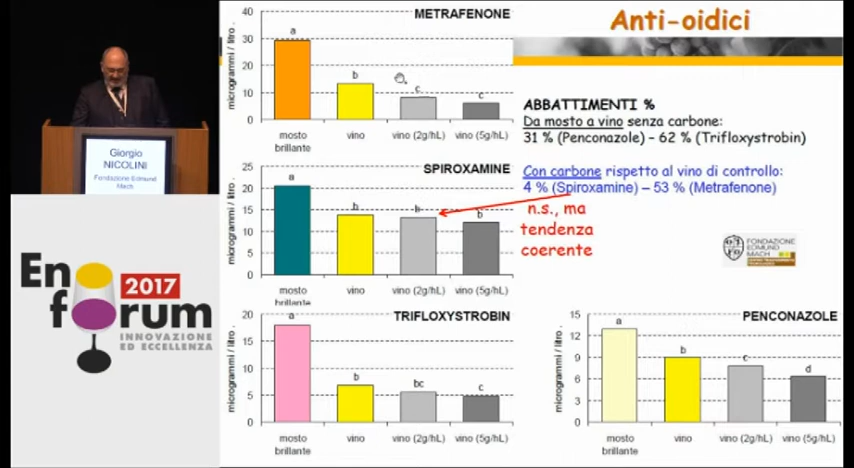 Anti-oidici
METRAFENONE
microgrammi / litro .
40
30
20
10
0
a
b
c
c
mosto brillante
vino
vino (2g/hL)
vino (5g/hL)
ABBATTIMENTI %
Da mosto a vino senza carbone:
31 % (Penconazole) – 62 % (Trifloxystrobin)
Con carbone rispetto al vino di controllo:
4 % (Spiroxamine) – 53 % (Metrafenone)
n.s., ma
tendenza
coerente
FONDAZIONE
EDMUND
MACH
SPIROXAMINE
microgrammi / litro .
25
20
15
10
5
0
a
b
b
b
mosto brillante
vino
vino (2g/hL)
vino (5g/hL)
TRIFLOXYSTROBIN
microgrammi / litro .
20
15
10
5
0
a
b
bc
c
mosto brillante
vino
vino (2g/hL)
vino (5g/hL)
PENCONAZOLE
microgrammi / litro .
15
12
9
6
3
0
a
b
c
d
mosto brillante
vino
vino (2g/hL)
vino (5g/hL)
Giorgio
NICOLINI
Fondazione Edmund
Mach
Eno
forum
2017
INNOVAZIONE
ED ECCELLENZA